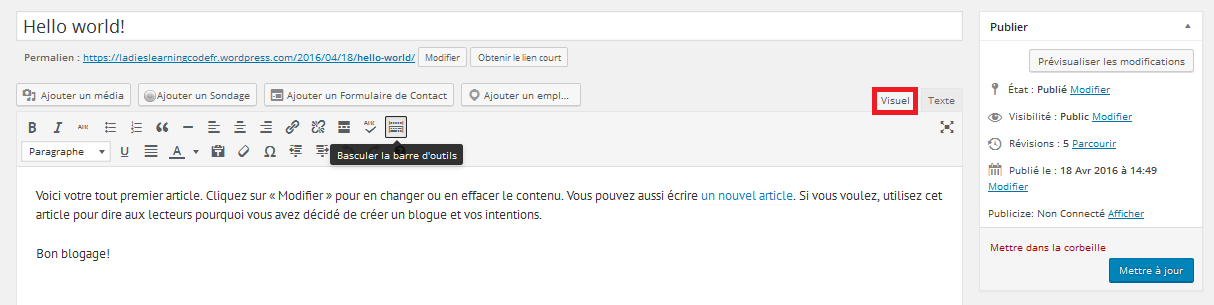 Hello world!
Permalien : https://ladieslearningcodefr.wordpress.com/2016/04/18/hello-world/ Modifier Obtenir le lien court
Ajouter un média Ajouter un Sondage Ajouter un Formulaire de Contact Ajouter un empl...
Visuel Texte
B I ABC ABC
Paragraphe U A Ω
Basculer la barre d'outils
Voici votre tout premier article. Cliquez sur « Modifier » pour en changer ou en effacer le contenu. Vous pouvez aussi écrire un nouvel article. Si vous voulez, utilisez cet
article pour dire aux lecteurs pourquoi vous avez décidé de créer un blogue et vos intentions.
Bon blogage!
Publier
Prévisualiser les modifications
État : Publié Modifier
Visibilité : Public Modifier
Révisions : 5 Parcourir
Publié le : 18 Avr 2016 à 14:49
Modifier
Publicize: Non Connecté Afficher
Mettre dans la corbeille
Mettre à jour